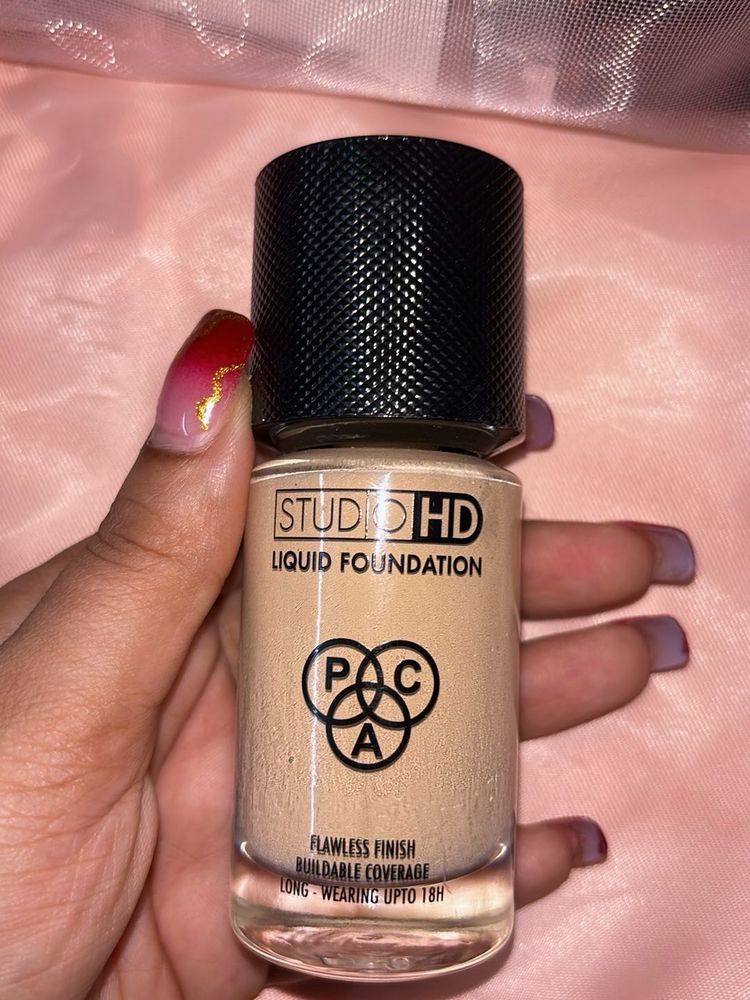 STUDIO HD
LIQUID FOUNDATION
P C
A
FLAWLESS FINISH
BUILDABLE COVERAGE
LONG - WEARING UPTO 18H